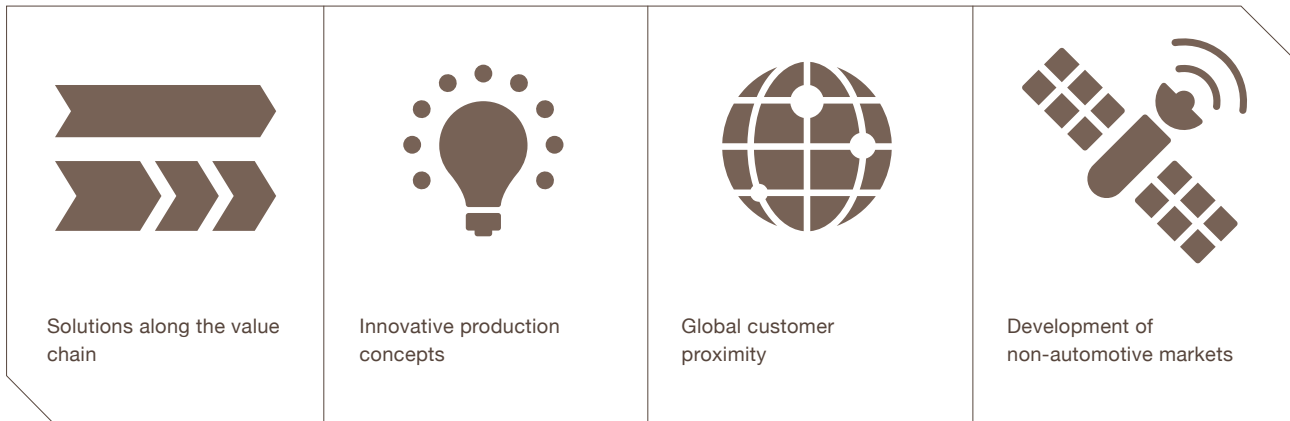 Solutions along the value
chain
Innovative production
concepts
Global customer
proximity
Development of
non-automotive markets